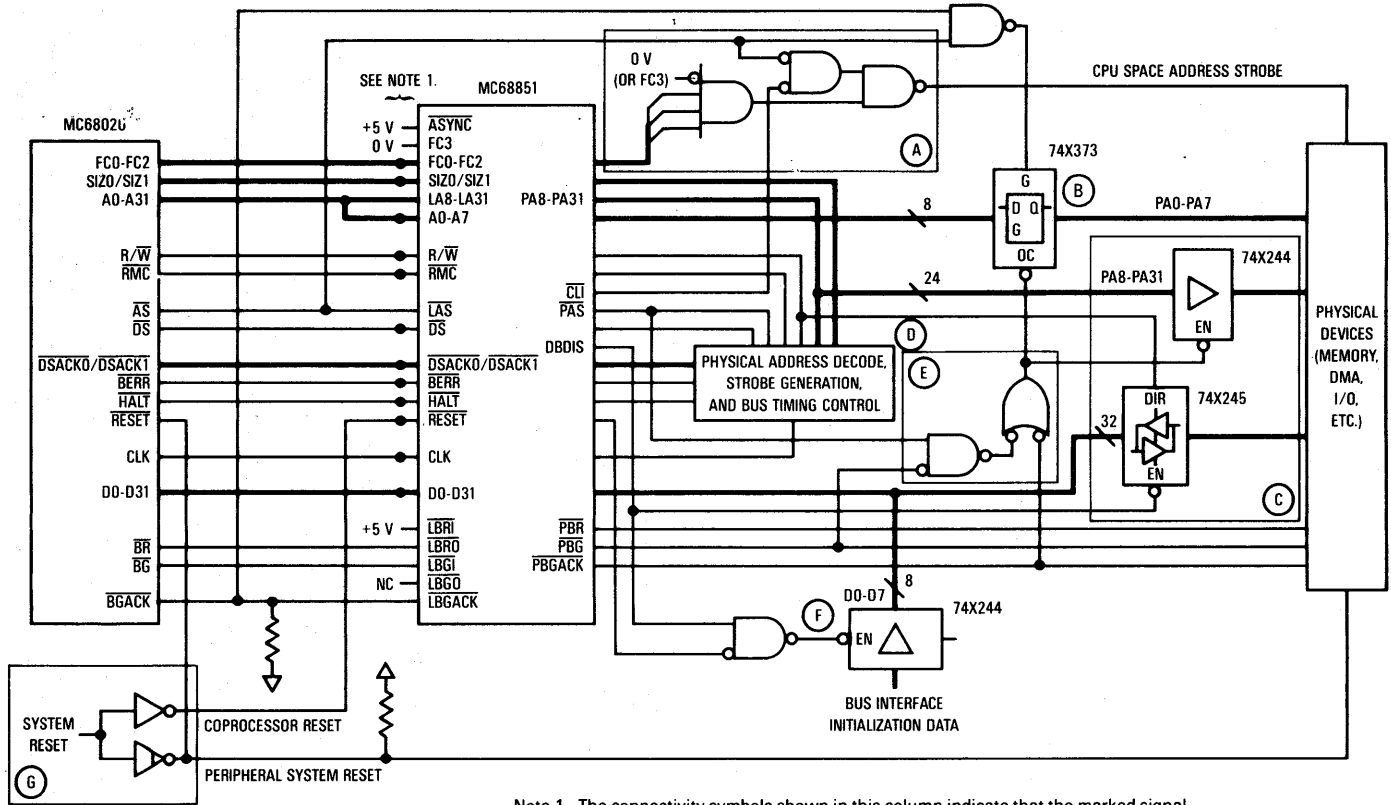 0 V
(OR FC3)
SEE NOTE 1.
MC68851
CPU SPACE ADDRESS STROBE
MC68020
+5 V
ASYNC
0 V
FC3
A
74X373
FC0-FC2
FC0-FC2
SIZ0/SIZ1
SIZ0/SIZ1
A0-A31
LA8-LA31
PA8-PA31
A0-A7
8
G
D Q
G
OC
B
PA0-PA7
R/W
R/W
RMC
RMC
24
PA8-PA31
74X244
EN
CLI
AS
LAS
PAS
DS
DS
DBDIS
D
PHYSICAL
DEVICES
(MEMORY,
DMA,
I/O,
ETC.)
DSACK0/DSACK1
DSACK0/DSACK1
PHYSICAL ADDRESS DECODE,
STROBE GENERATION,
AND BUS TIMING CONTROL
E
BERR
BERR
HALT
HALT
RESET
RESET
DIR
74X245
32
EN
CLK
CLK
D0-D31
D0-D31
C
+5 V
LBRI
PBR
BR
LBRO
PBG
BG
LBGI
PBGACK
NC
LBGO
BGACK
LBGACK
8
D0-D7
74X244
F
EN
BUS INTERFACE
INITIALIZATION DATA
SYSTEM
RESET
COPROCESSOR RESET
PERIPHERAL SYSTEM RESET
G
Note 1. The connectivity symbols shown in this column indicate that the marked signal